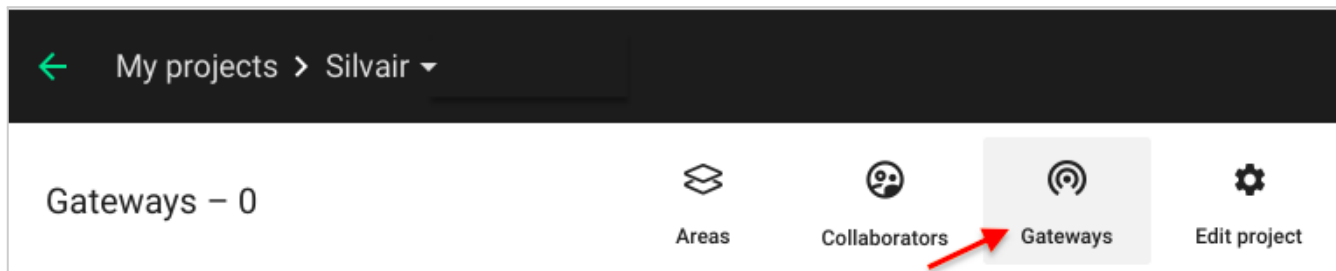 My projects > Silvair
Gateways – 0
Areas
Collaborators
Gateways
Edit project